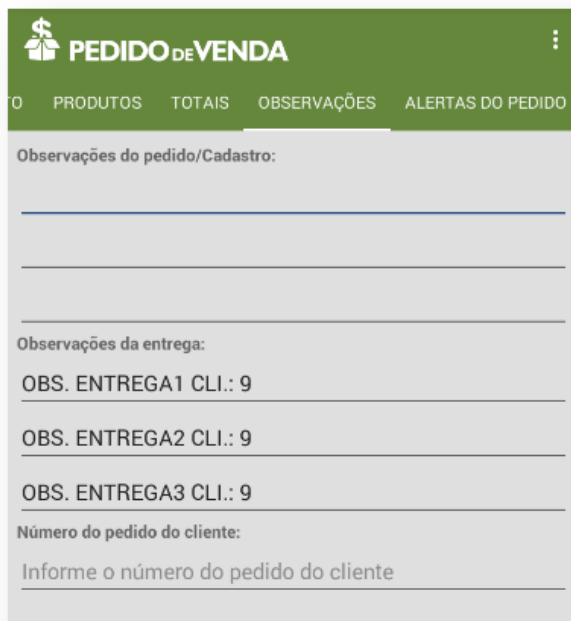 PEDIDO DE VENDA
TO PRODUTOS TOTAIS OBSERVAÇÕES ALERTAS DO PEDIDO
Observações do pedido/Cadastro:
Observações da entrega:
OBS. ENTREGA1 CLI.: 9
OBS. ENTREGA2 CLI.: 9
OBS. ENTREGA3 CLI.: 9
Número do pedido do cliente:
Informe o número do pedido do cliente